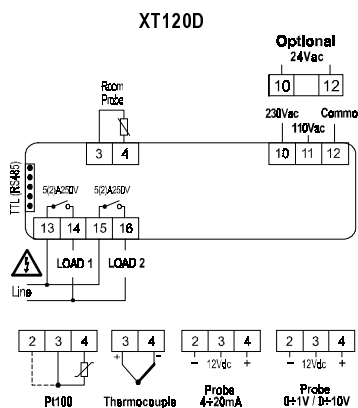 XT120D
Optional
24Vac
10 12
Room
Probe
230Vac 110Vac Commo
3 4
10 11 12
TTL (RS485)
5(2)A250V 5(2)A250V
13 14 15 16
LOAD 1 LOAD 2
Line
2 3 4
3 4
2 3 4
2 3 4
+ -
- 12Vdc +
- 12Vdc +
Pt100
Thermocouple
Probe
4÷20mA
Probe
0÷1V / 0÷10V